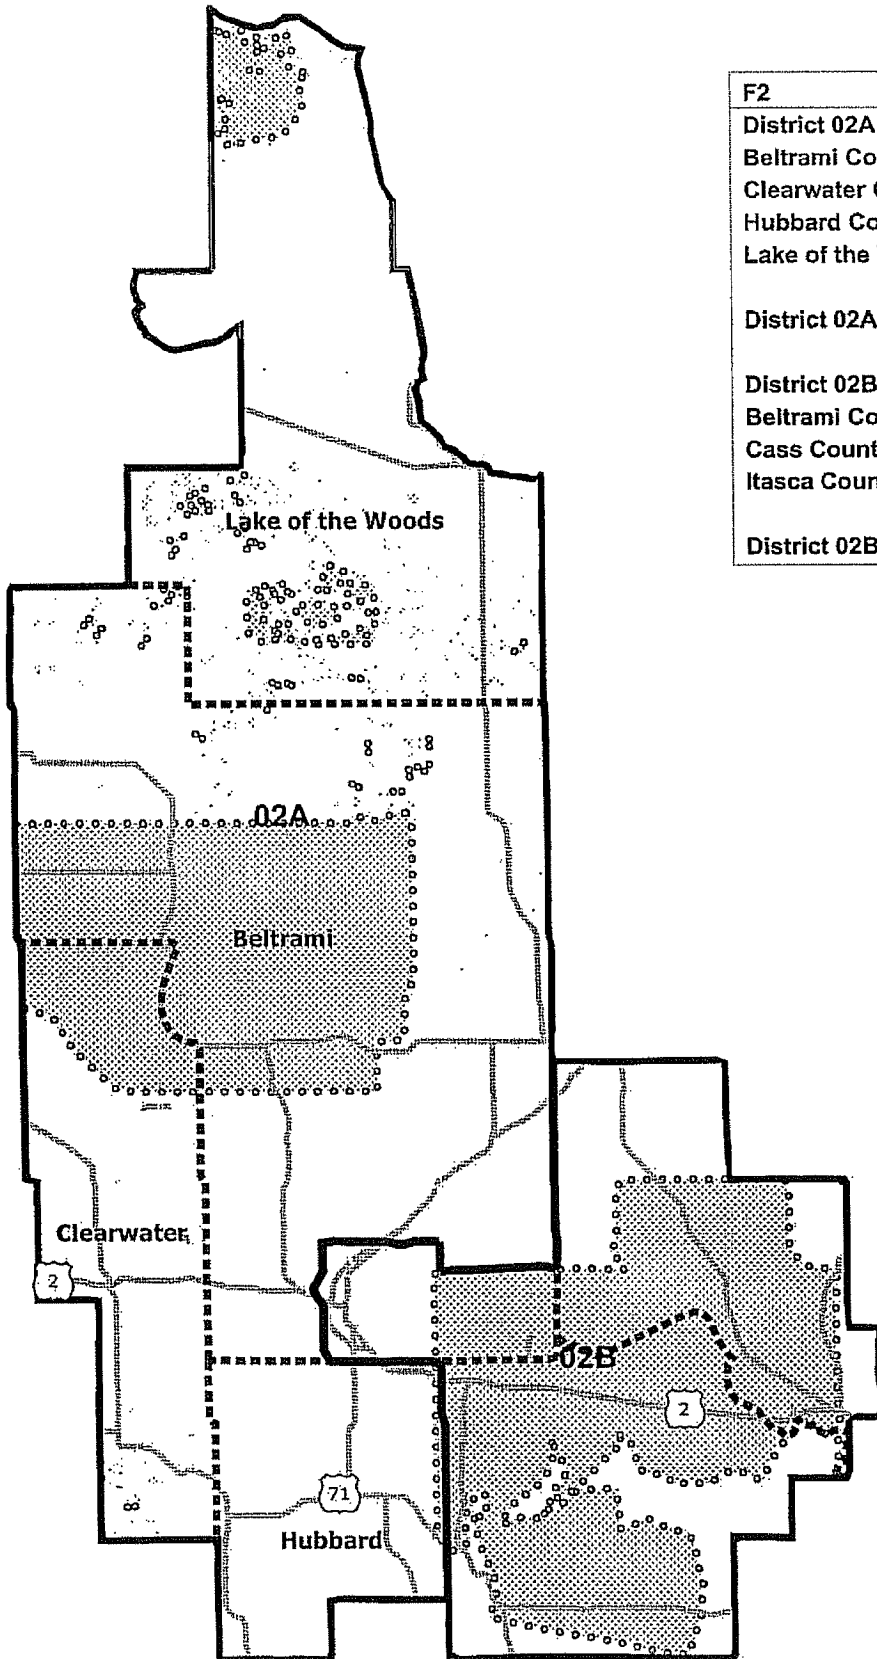 F2
District 02A
Beltrami Co
Clearwater
Hubbard Co
Lake of the
District 02A
District 02B
Beltrami Co
Cass Count
Itasca Coun
District 02B
Lake of the Woods
02A
Beltrami
Clearwater
2
02B
2
71
Hubbard